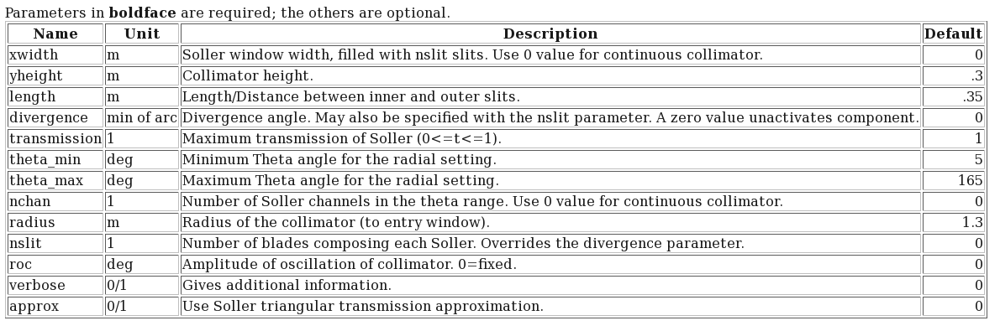 Parameters in boldface are required; the others are optional.
Name Unit Description Default
xwidth m Soller window width, filled with nslit slits. Use 0 value for continuous collimator. 0
yheight m Collimator height. .3
length m Length/Distance between inner and outer slits. .35
divergence min of arc Divergence angle. May also be specified with the nslit parameter. A zero value unactivates component. 0
transmission 1 Maximum transmission of Soller (0<=t<=1). 1
theta_min deg Minimum Theta angle for the radial setting. 5
theta_max deg Maximum Theta angle for the radial setting. 165
nchan 1 Number of Soller channels in the theta range. Use 0 value for continuous collimator. 0
radius m Radius of the collimator (to entry window). 1.3
nslit 1 Number of blades composing each Soller. Overrides the divergence parameter. 0
roc deg Amplitude of oscillation of collimator. 0=fixed. 0
verbose 0/1 Gives additional information. 0
approx 0/1 Use Soller triangular transmission approximation. 0